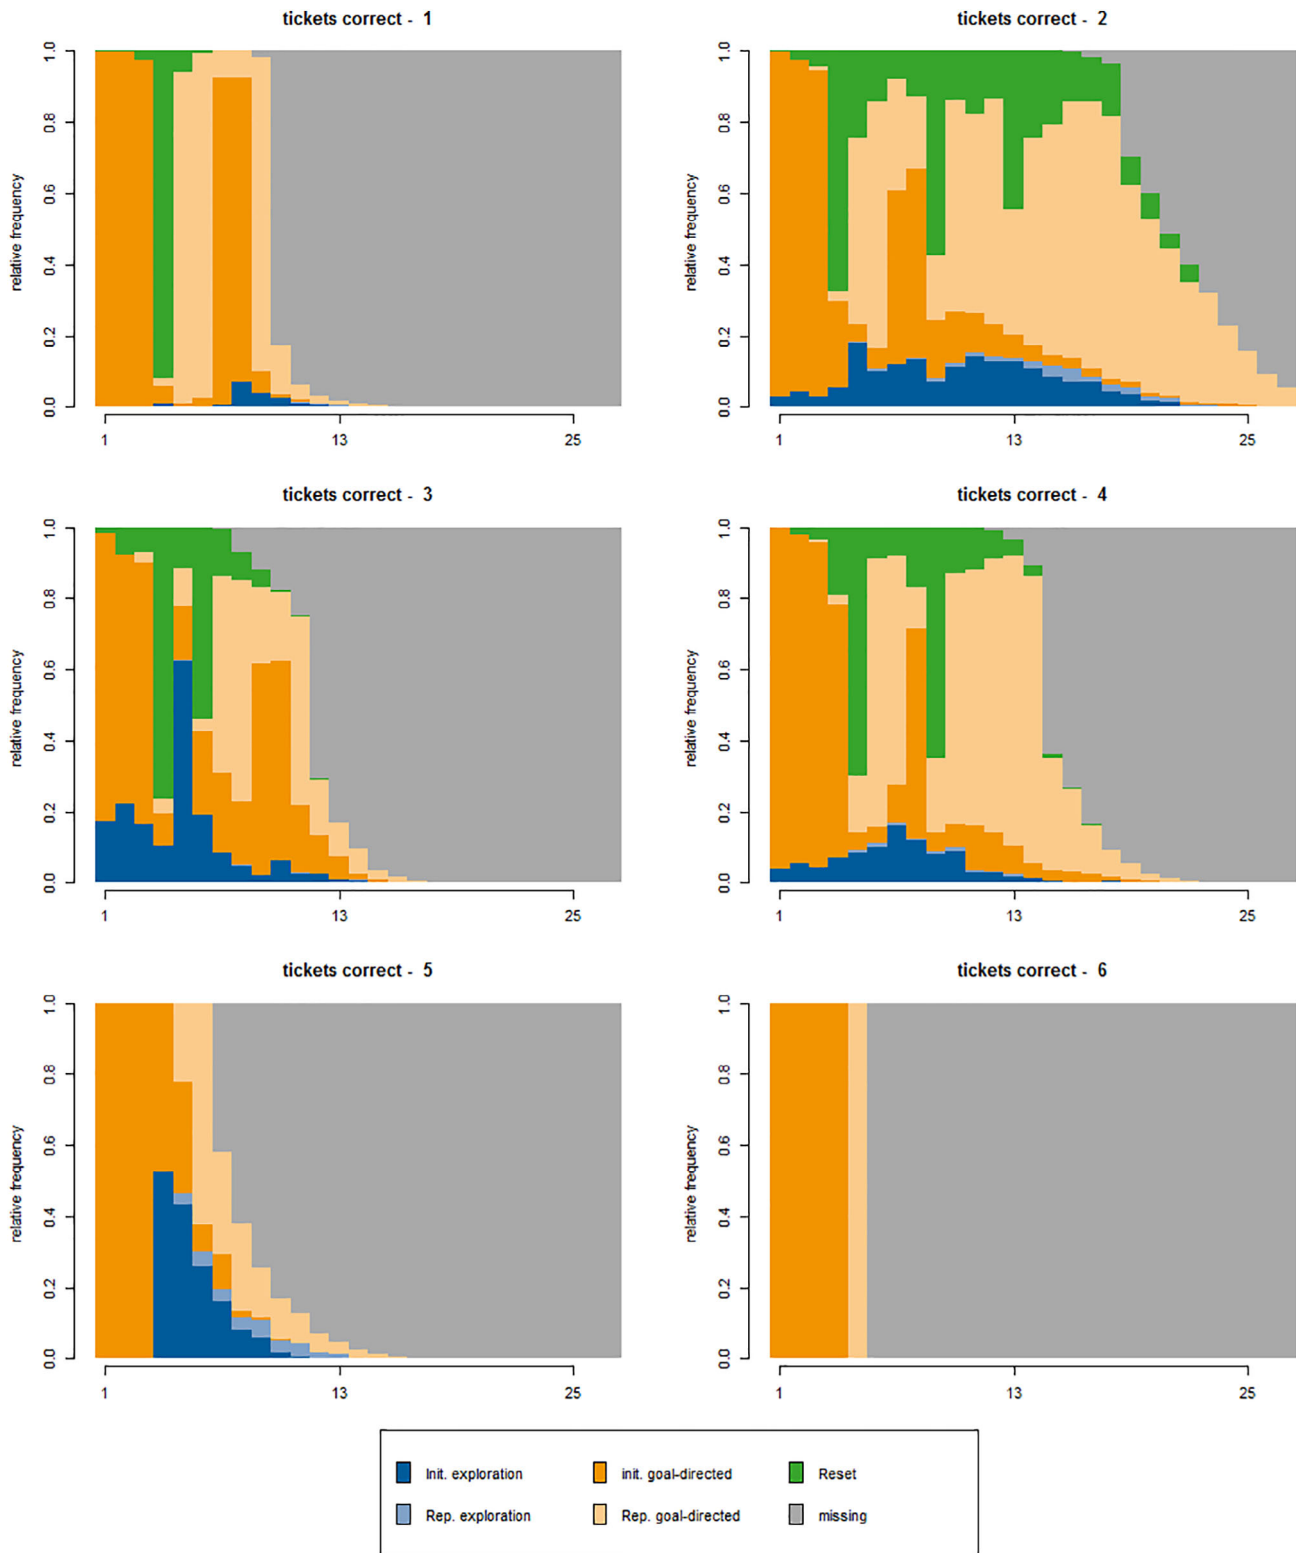 tickets correct - 1
relative frequency
0.0 0.2 0.4 0.6 0.8 1.0
1 13 25
tickets correct - 2
relative frequency
0.0 0.2 0.4 0.6 0.8 1.0
1 13 25
tickets correct - 3
relative frequency
0.0 0.2 0.4 0.6 0.8 1.0
1 13 25
tickets correct - 4
relative frequency
0.0 0.2 0.4 0.6 0.8 1.0
1 13 25
tickets correct - 5
relative frequency
0.0 0.2 0.4 0.6 0.8 1.0
1 13 25
tickets correct - 6
relative frequency
0.0 0.2 0.4 0.6 0.8 1.0
1 13 25
Init. exploration init. goal-directed Reset
Rep. exploration Rep. goal-directed missing